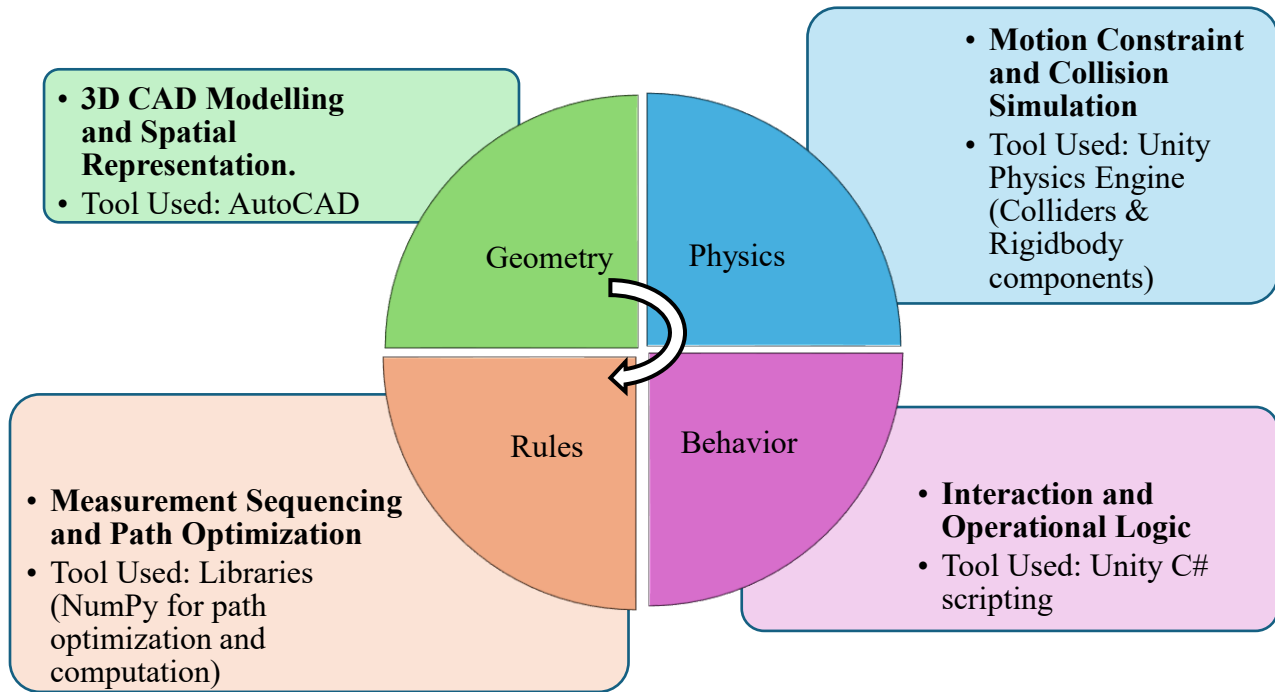 • 3D CAD Modelling
and Spatial
Representation.
• Tool Used: AutoCAD
• Motion Constraint
and Collision
Simulation
• Tool Used: Unity
Physics Engine
(Colliders &
Rigidbody
components)
Geometry
Physics
Rules
Behavior
• Measurement Sequencing
and Path Optimization
• Tool Used: Libraries
(NumPy for path
optimization and
computation)
• Interaction and
Operational Logic
• Tool Used: Unity C#
scripting